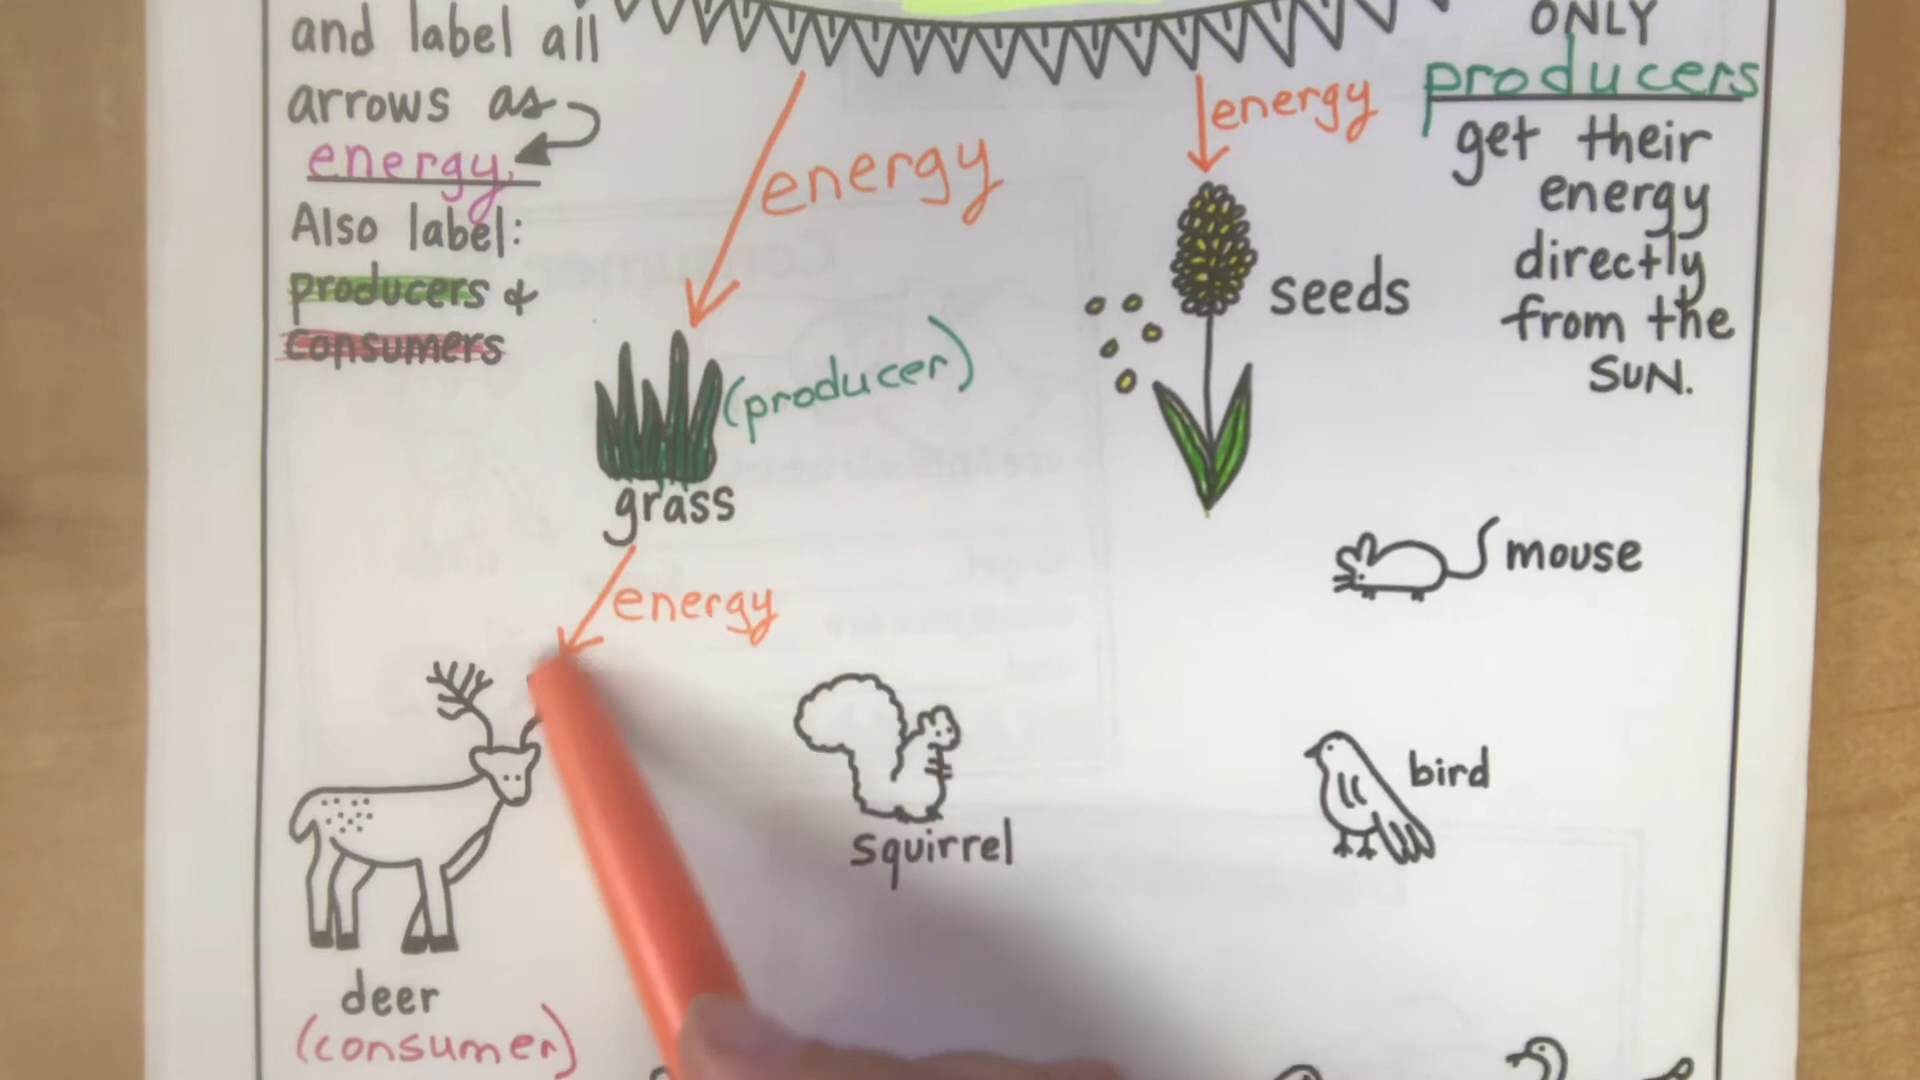 and label all
arrows as
energy.
Also label:
producers &
consumers
energy
energy
ONLY
producers
get their
energy
directly
from the
SUN.
seeds
(producer)
grass
energy
mouse
bird
squirrel
deer
(consumer)